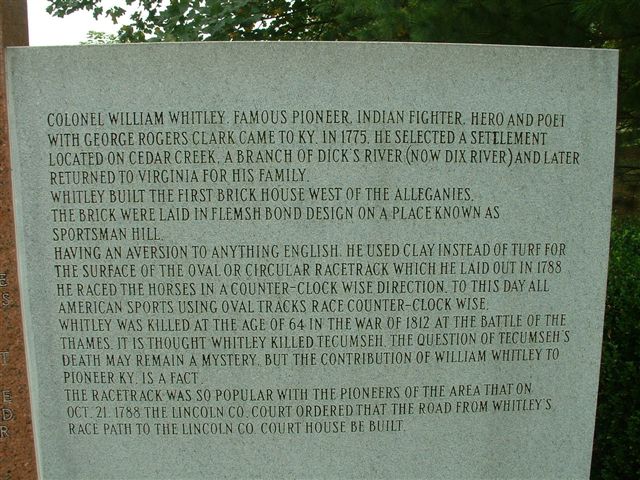 COLONEL WILLIAM WHITLEY, FAMOUS PIONEER, INDIAN FIGHTER, HERO AND POET
WITH GEORGE ROGERS CLARK CAME TO KY. IN 1775. HE SELECTED A SETTLEMENT
LOCATED ON CEDAR CREEK, A BRANCH OF DICK'S RIVER (NOW DIX RIVER) AND LATER
RETURNED TO VIRGINIA FOR HIS FAMILY.
WHITLEY BUILT THE FIRST BRICK HOUSE WEST OF THE ALLEGANIES.
THE BRICK WERE LAID IN FLEMSH BOND DESIGN ON A PLACE KNOWN AS
SPORTSMAN HILL.
HAVING AN AVERSION TO ANYTHING ENGLISH, HE USED CLAY INSTEAD OF TURF FOR
THE SURFACE OF THE OVAL OR CIRCULAR RACETRACK WHICH HE LAID OUT IN 1788
HE RACED THE HORSES IN A COUNTER-CLOCK WISE DIRECTION. TO THIS DAY ALL
AMERICAN SPORTS USING OVAL TRACKS RACE COUNTER-CLOCK WISE.
WHITLEY WAS KILLED AT THE AGE OF 64 IN THE WAR OF 1812 AT THE BATTLE OF THE
THAMES. IT IS THOUGHT WHITLEY KILLED TECUMSEH. THE QUESTION OF TECUMSEH'S
DEATH MAY REMAIN A MYSTERY, BUT THE CONTRIBUTION OF WILLIAM WHITLEY TO
PIONEER KY. IS A FACT.
THE RACETRACK WAS SO POPULAR WITH THE PIONEERS OF THE AREA THAT ON
OCT. 21, 1788 THE LINCOLN CO. COURT ORDERED THAT THE ROAD FROM WHITLEY'S
RACE PATH TO THE LINCOLN CO. COURT HOUSE BE BUILT.